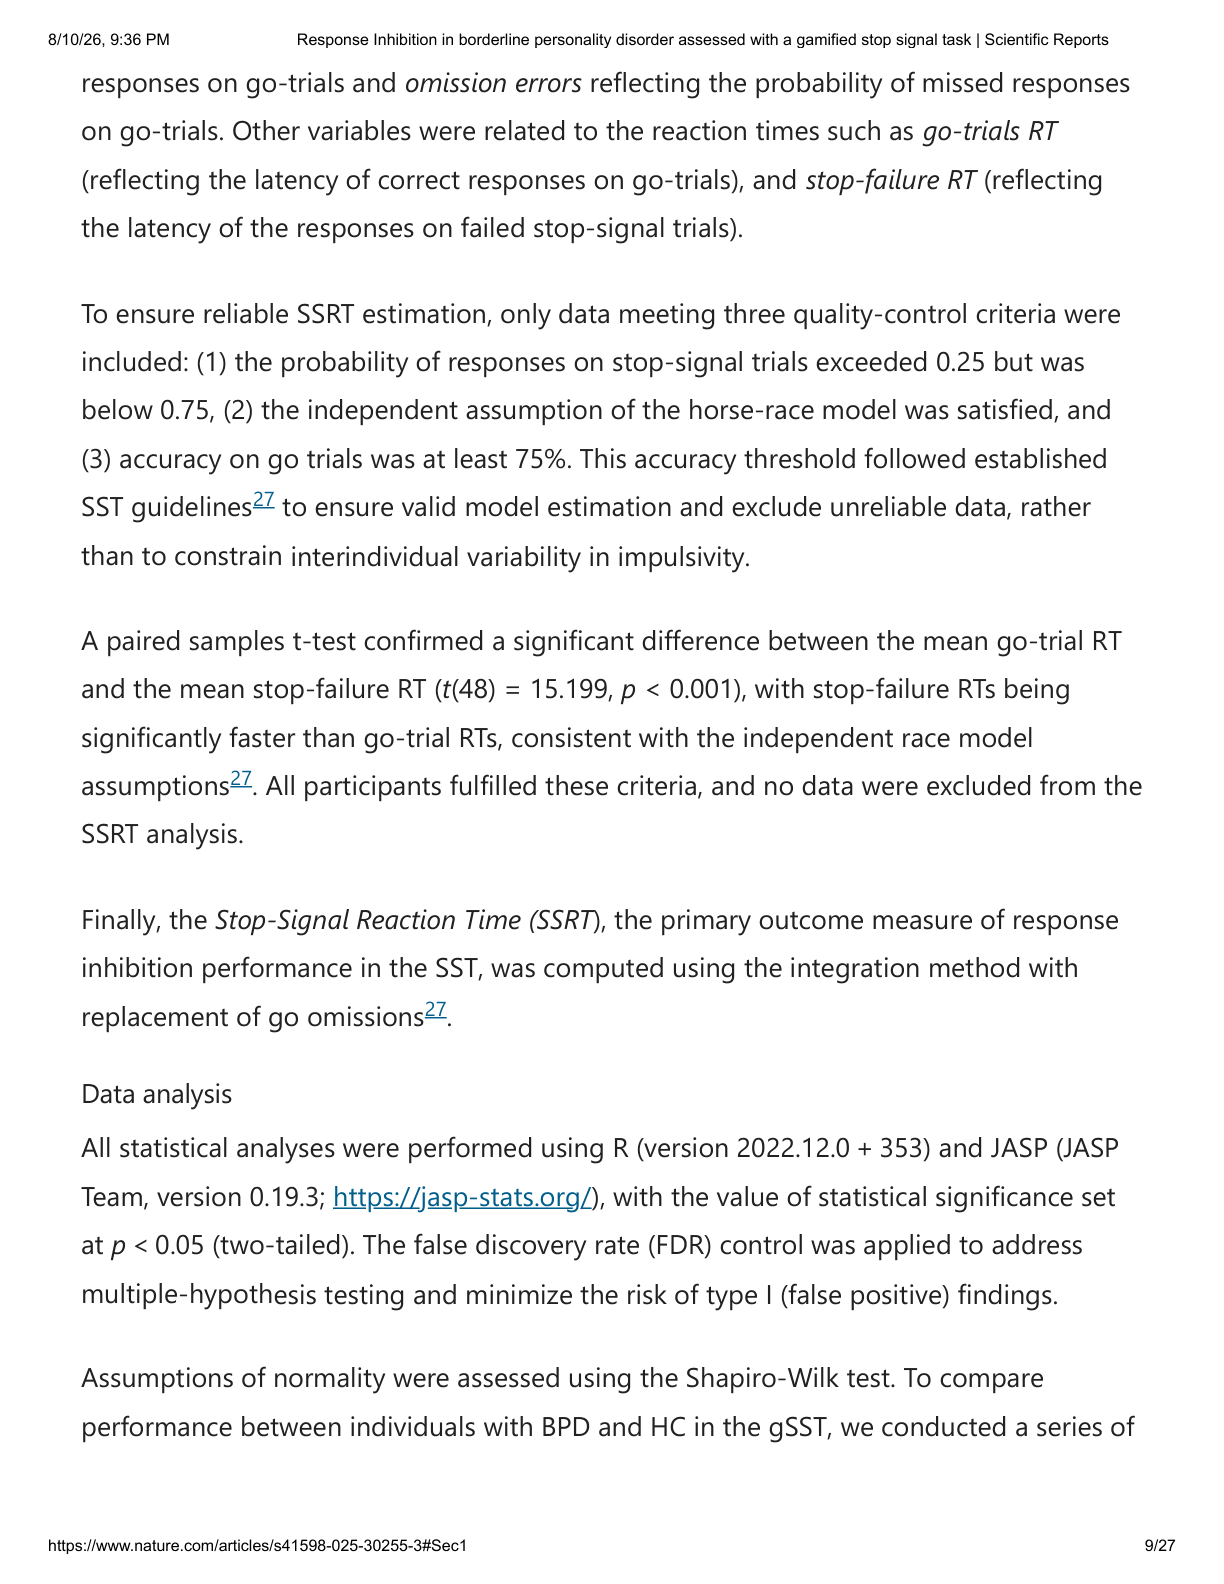 8/10/26, 9:36 PM Response Inhibition in borderline personality disorder assessed with a gamified stop signal task | Scientific Reports
responses on go-trials and omission errors reflecting the probability of missed responses
on go-trials. Other variables were related to the reaction times such as go-trials RT
(reflecting the latency of correct responses on go-trials), and stop-failure RT (reflecting
the latency of the responses on failed stop-signal trials).
To ensure reliable SSRT estimation, only data meeting three quality-control criteria were
included: (1) the probability of responses on stop-signal trials exceeded 0.25 but was
below 0.75, (2) the independent assumption of the horse-race model was satisfied, and
(3) accuracy on go trials was at least 75%. This accuracy threshold followed established
SST guidelines27 to ensure valid model estimation and exclude unreliable data, rather
than to constrain interindividual variability in impulsivity.
A paired samples t-test confirmed a significant difference between the mean go-trial RT
and the mean stop-failure RT (t(48) = 15.199, p < 0.001), with stop-failure RTs being
significantly faster than go-trial RTs, consistent with the independent race model
assumptions27. All participants fulfilled these criteria, and no data were excluded from the
SSRT analysis.
Finally, the Stop-Signal Reaction Time (SSRT), the primary outcome measure of response
inhibition performance in the SST, was computed using the integration method with
replacement of go omissions27.
Data analysis
All statistical analyses were performed using R (version 2022.12.0 + 353) and JASP (JASP
Team, version 0.19.3; https://jasp-stats.org/), with the value of statistical significance set
at p < 0.05 (two-tailed). The false discovery rate (FDR) control was applied to address
multiple-hypothesis testing and minimize the risk of type I (false positive) findings.
Assumptions of normality were assessed using the Shapiro-Wilk test. To compare
performance between individuals with BPD and HC in the gSST, we conducted a series of
https://www.nature.com/articles/s41598-025-30255-3#Sec1 9/27